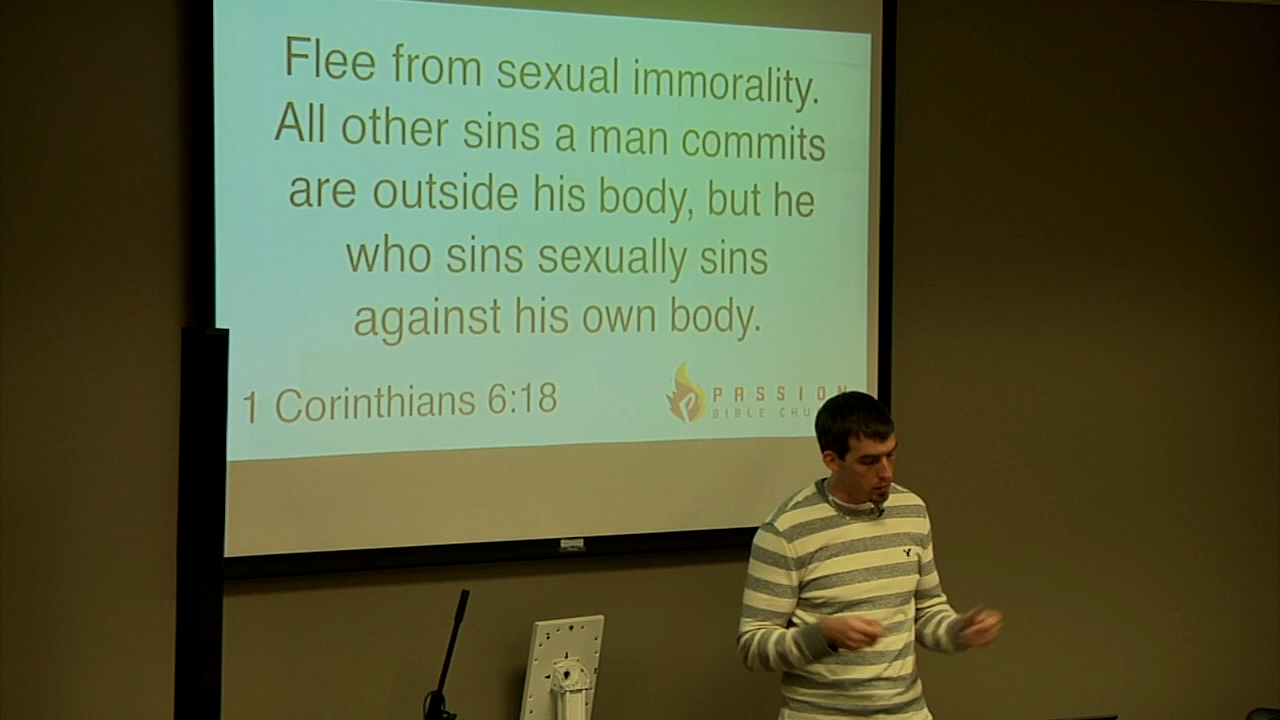 Flee from sexual immorality.
All other sins a man commits
are outside his body, but he
who sins sexually sins
against his own body.
1 Corinthians 6:18
PASSION
BIBLE.CHU